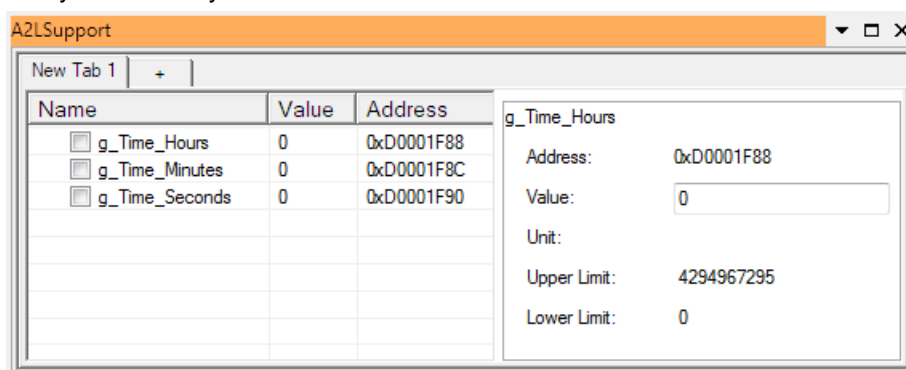 A2LSupport
New Tab 1 +
Name Value Address
g_Time_Hours 0 0xD0001F88
g_Time_Minutes 0 0xD0001F8C
g_Time_Seconds 0 0xD0001F90
g_Time_Hours
Address: 0xD0001F88
Value: 0
Unit:
Upper Limit: 4294967295
Lower Limit: 0